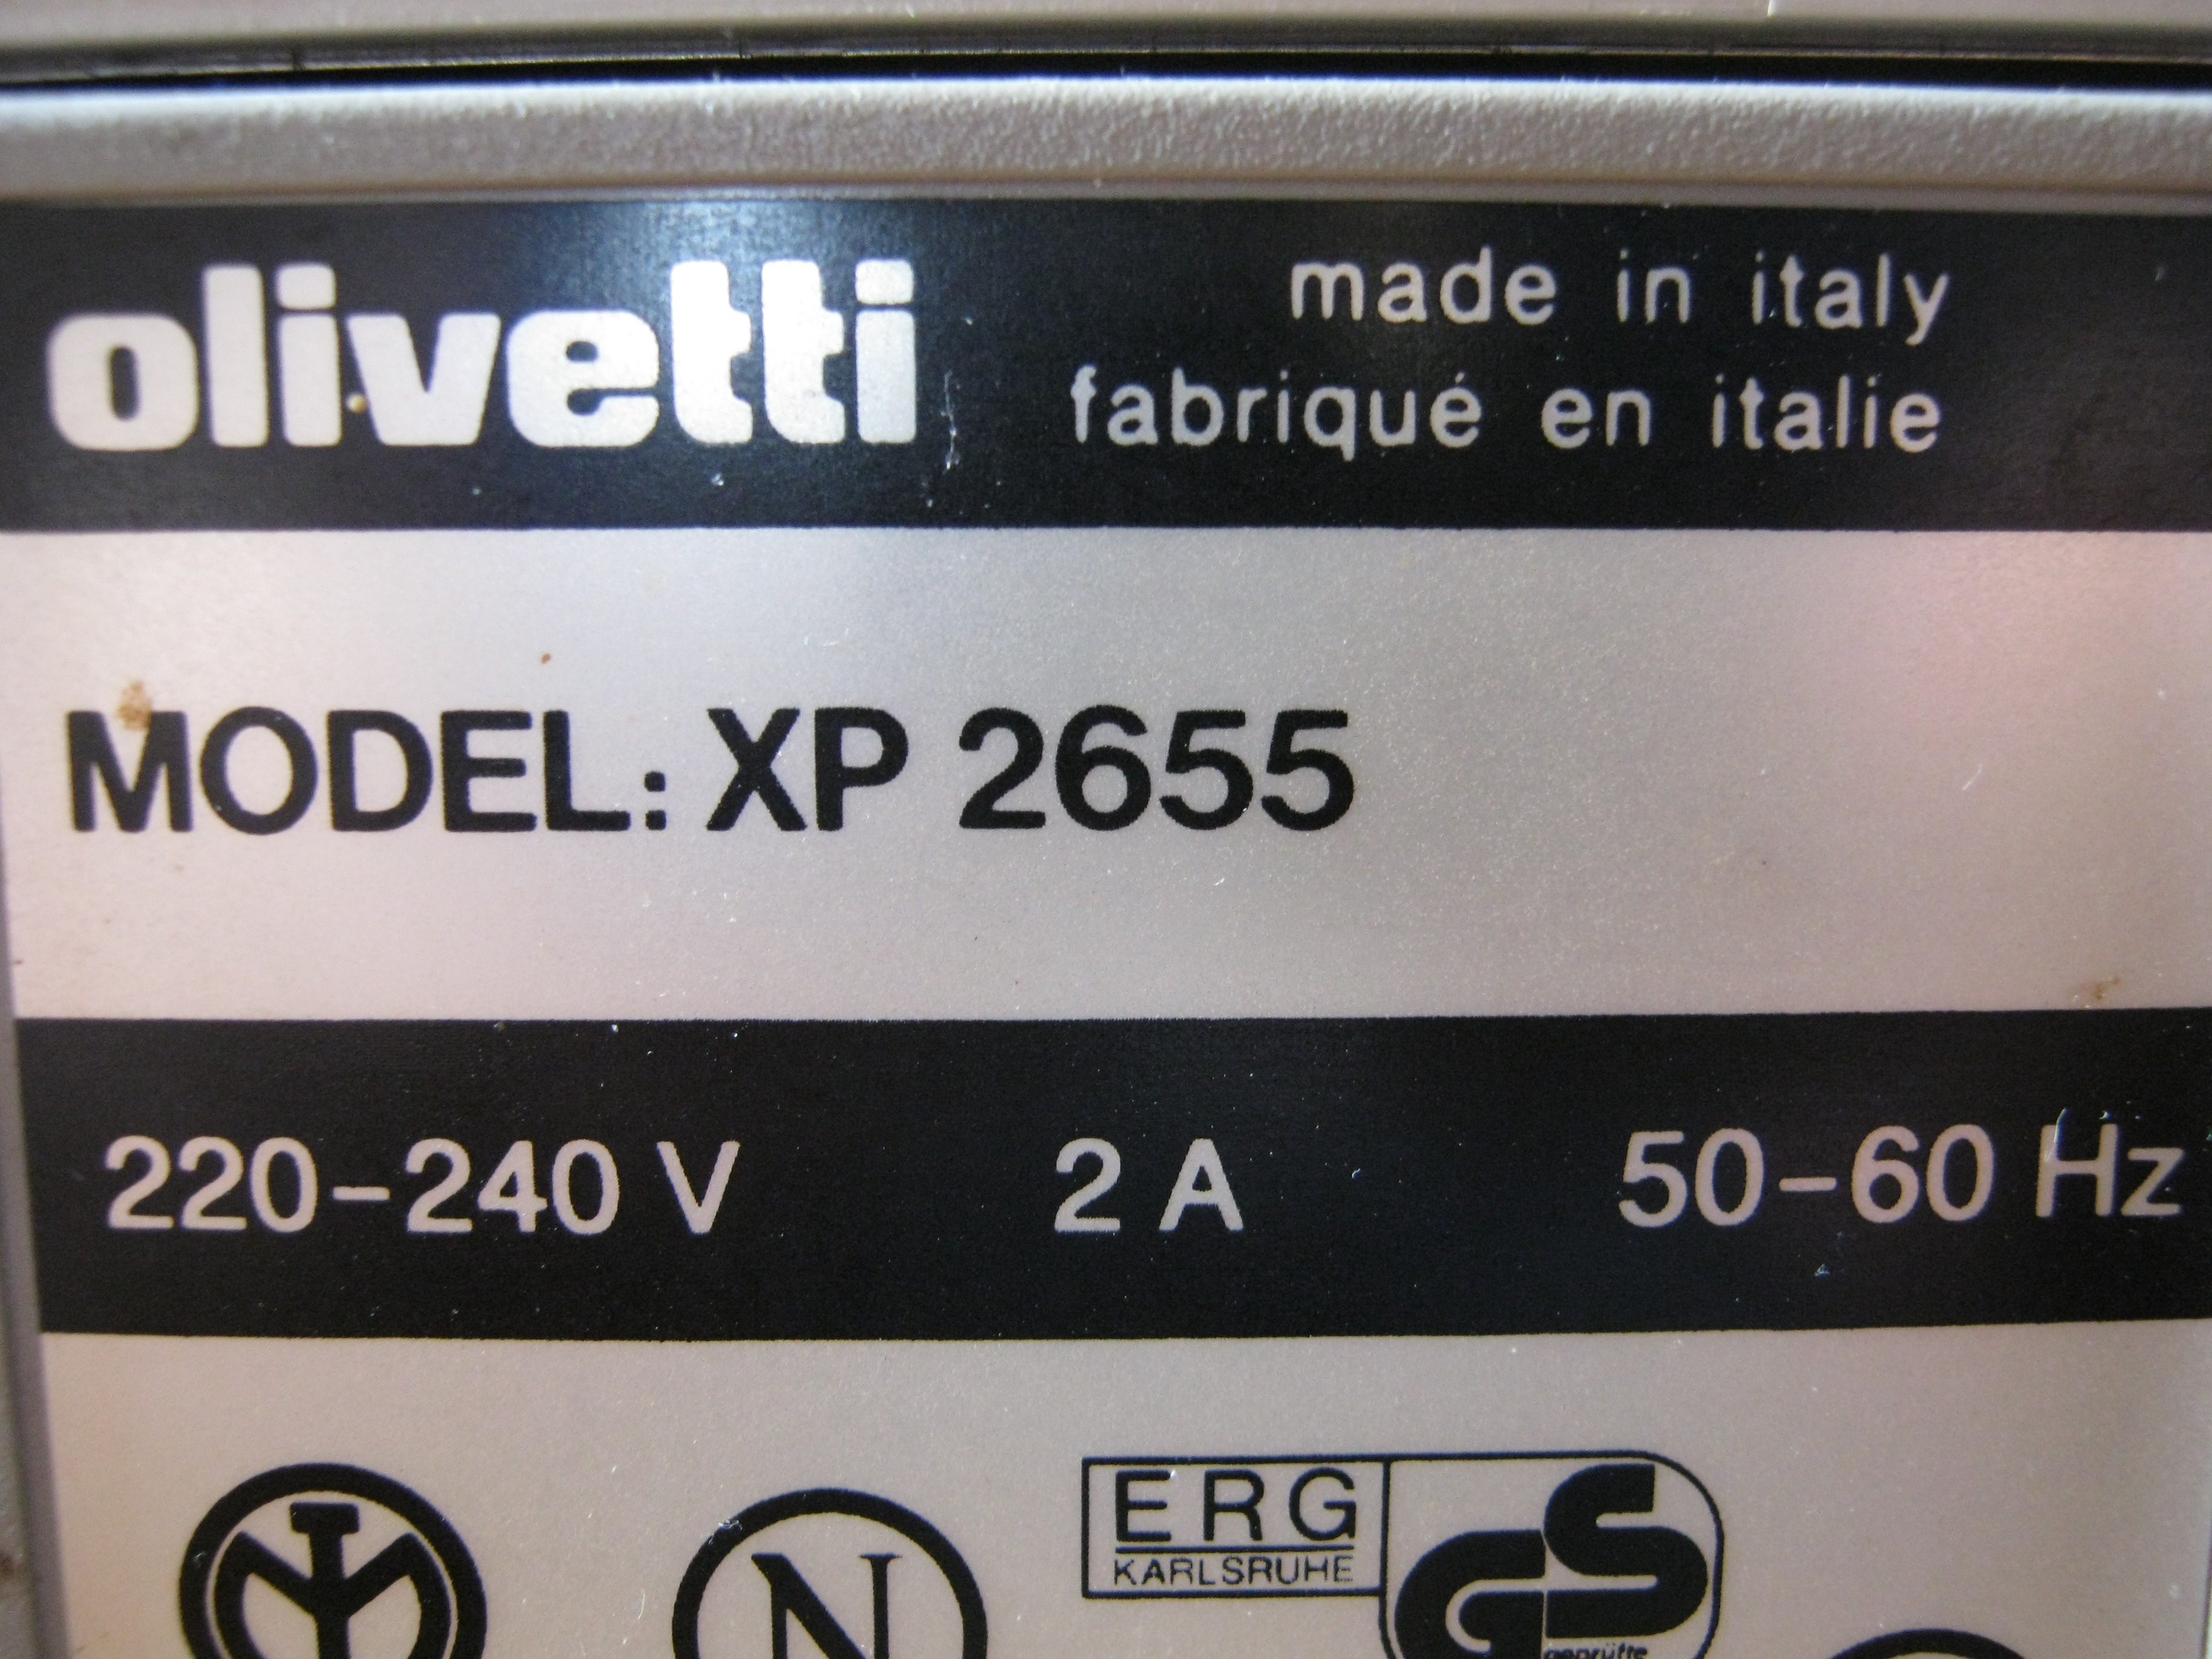 olivetti
made in italy
fabriqué en italie
MODEL: XP 2655
220-240 V 2 A 50-60 Hz
N
ERG
KARLSRUHE
GS
geprüfte